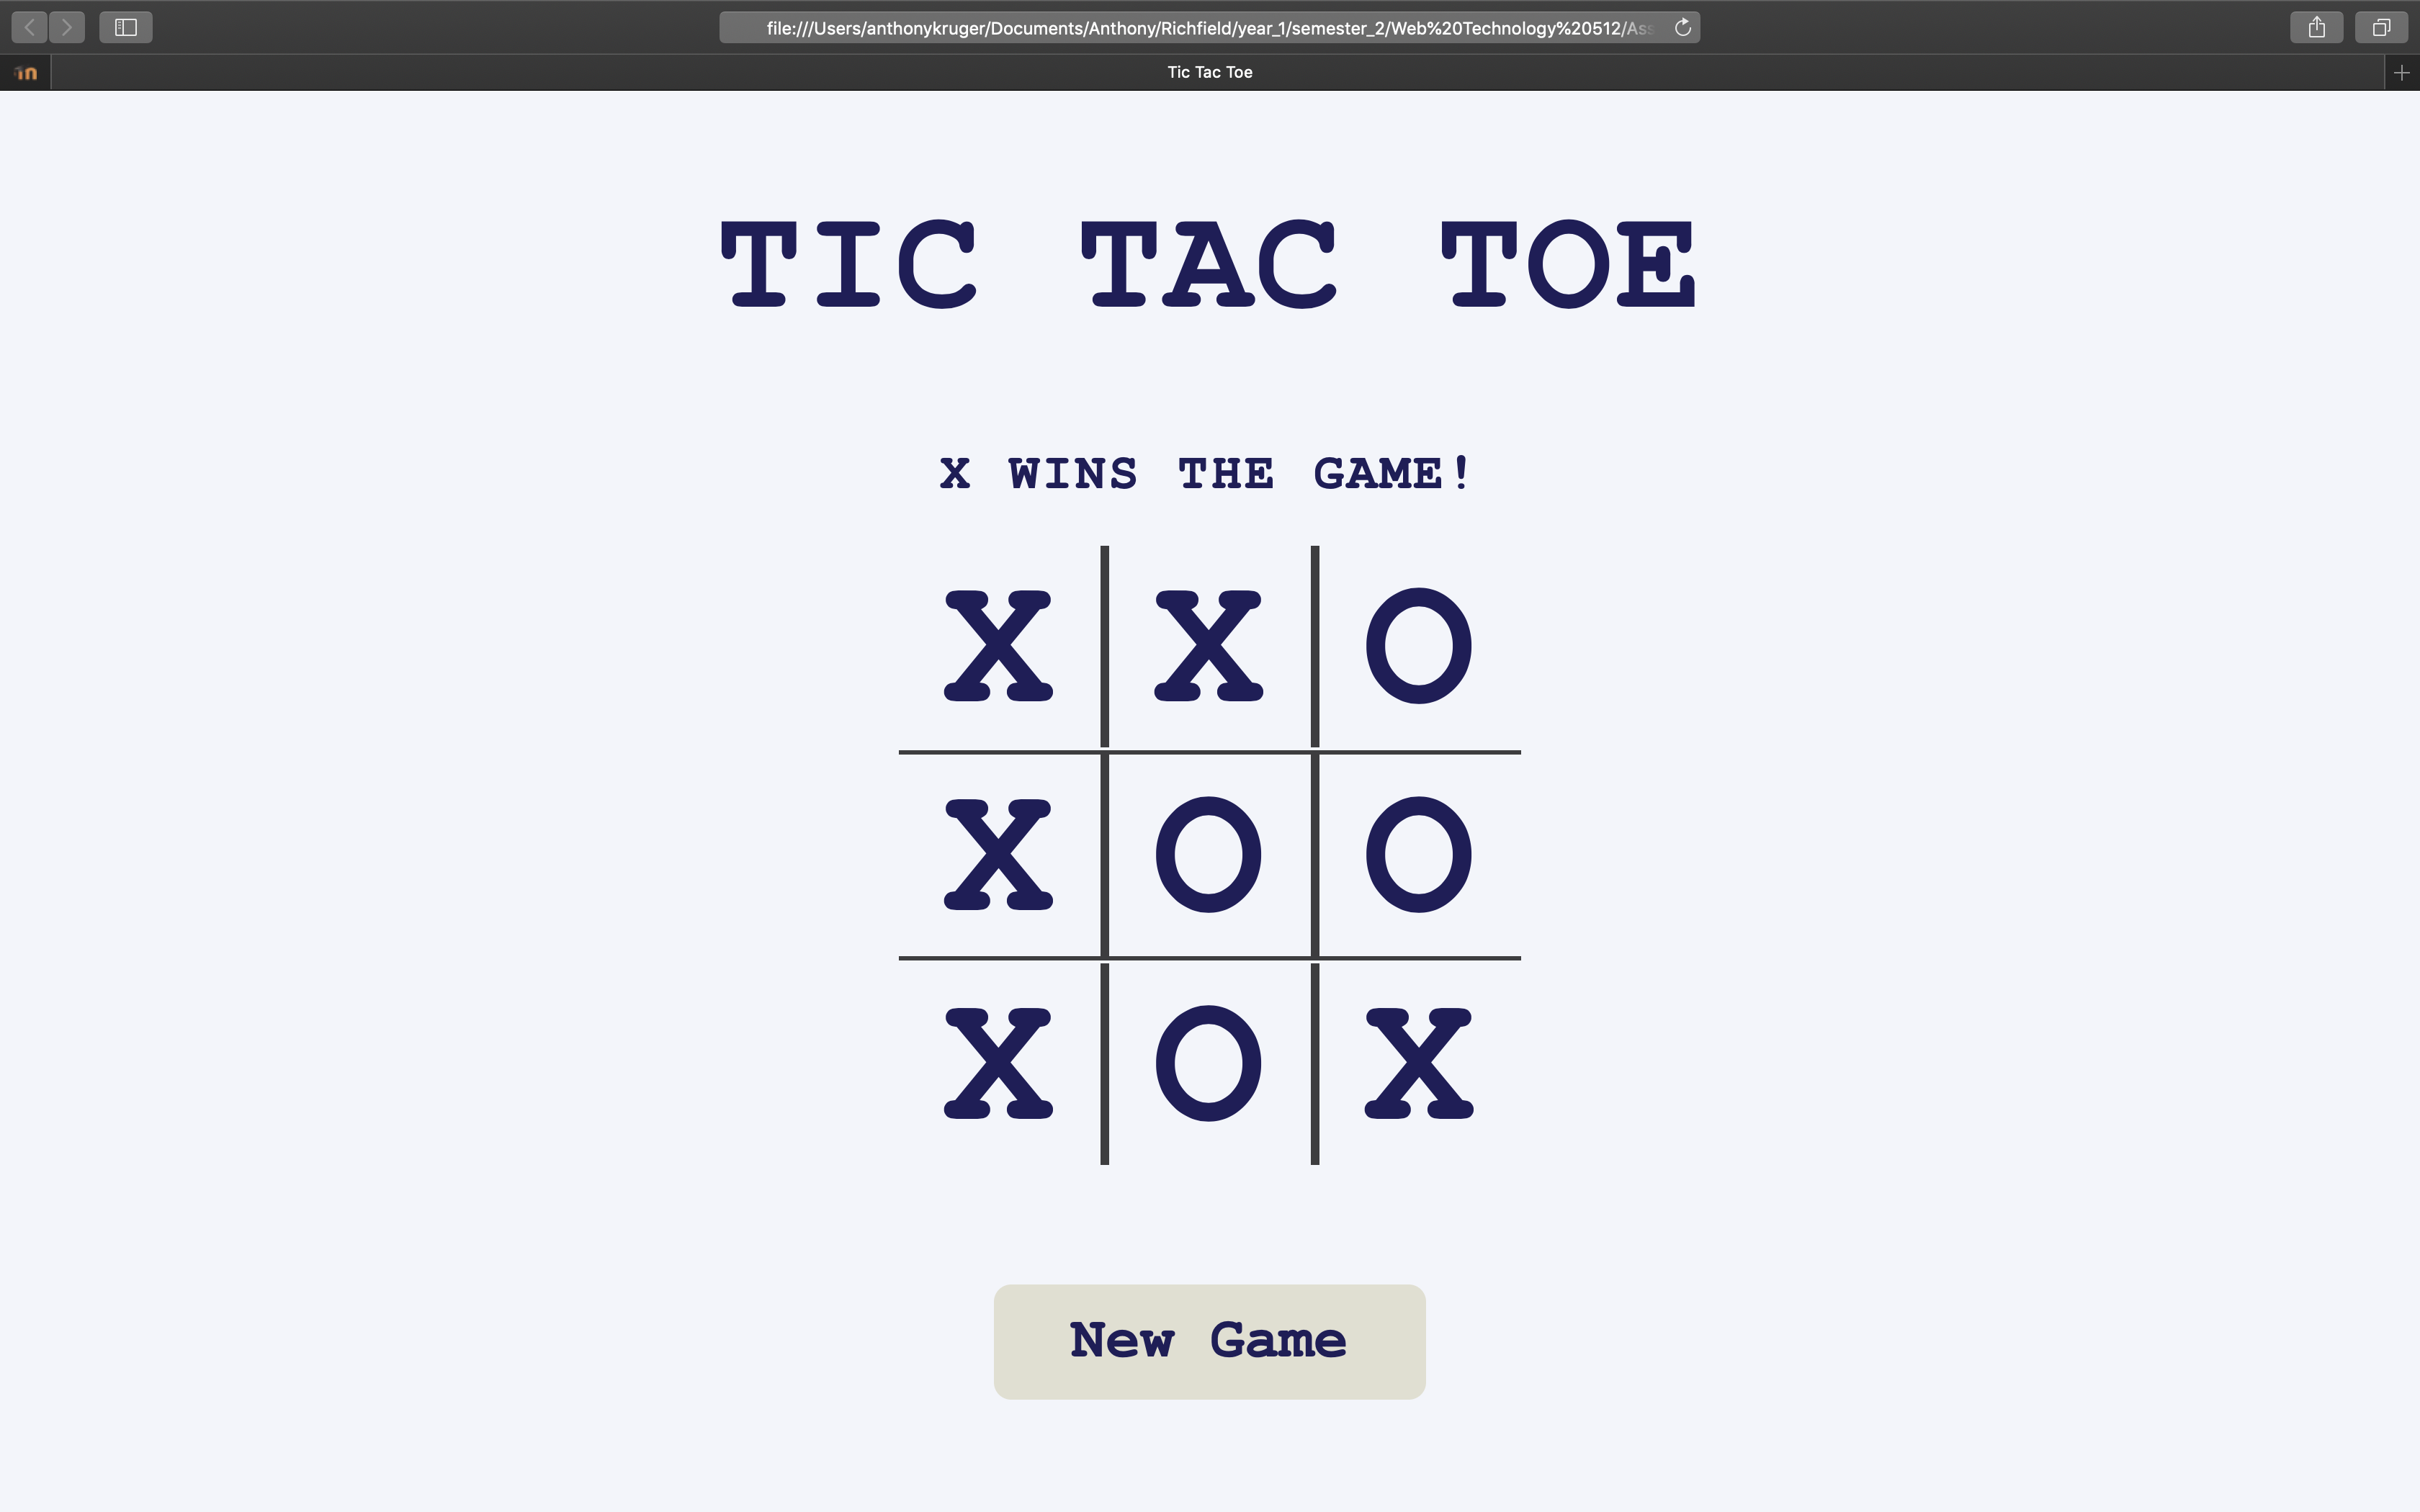 file:///Users/anthonykruger/Documents/Anthony/Richfield/year_1/semester_2/Web%20Technology%20512/Ass
Tic Tac Toe
TIC TAC TOE
X WINS THE GAME!
X X O
X O O
X O X
New Game